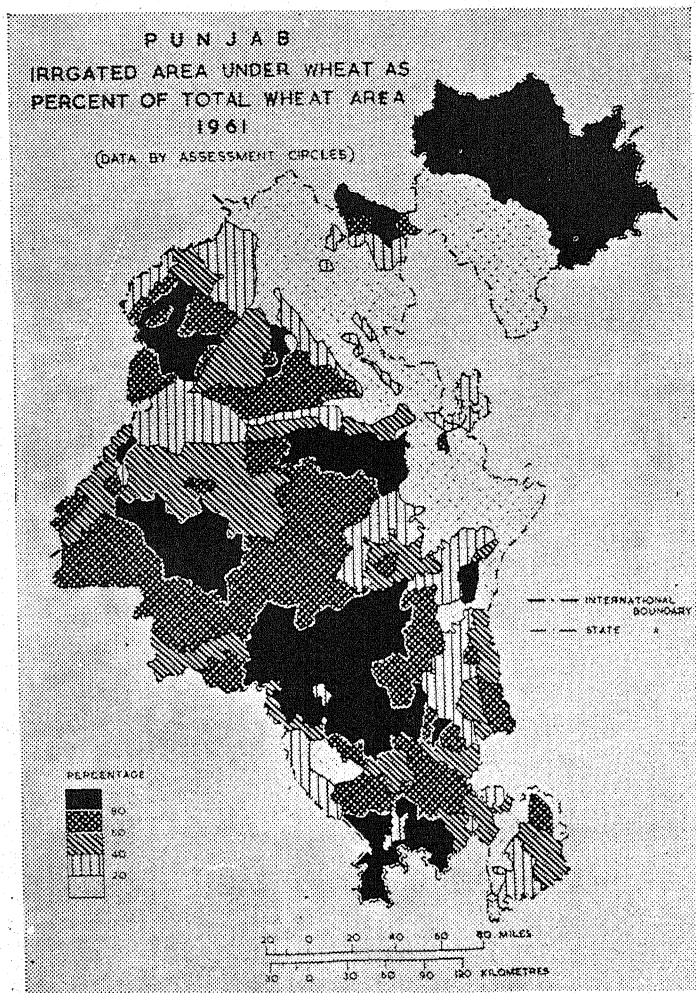 PUNJAB
IRRGATED AREA UNDER WHEAT AS
PERCENT OF TOTAL WHEAT AREA
1961
(DATA BY ASSESSMENT CIRCLES)
INTERNATIONAL
BOUNDARY
STATE
PERCENTAGE
80
60
40
20
20 0 20 40 60 80 MILES
30 0 30 60 90 120 KILOMETRES